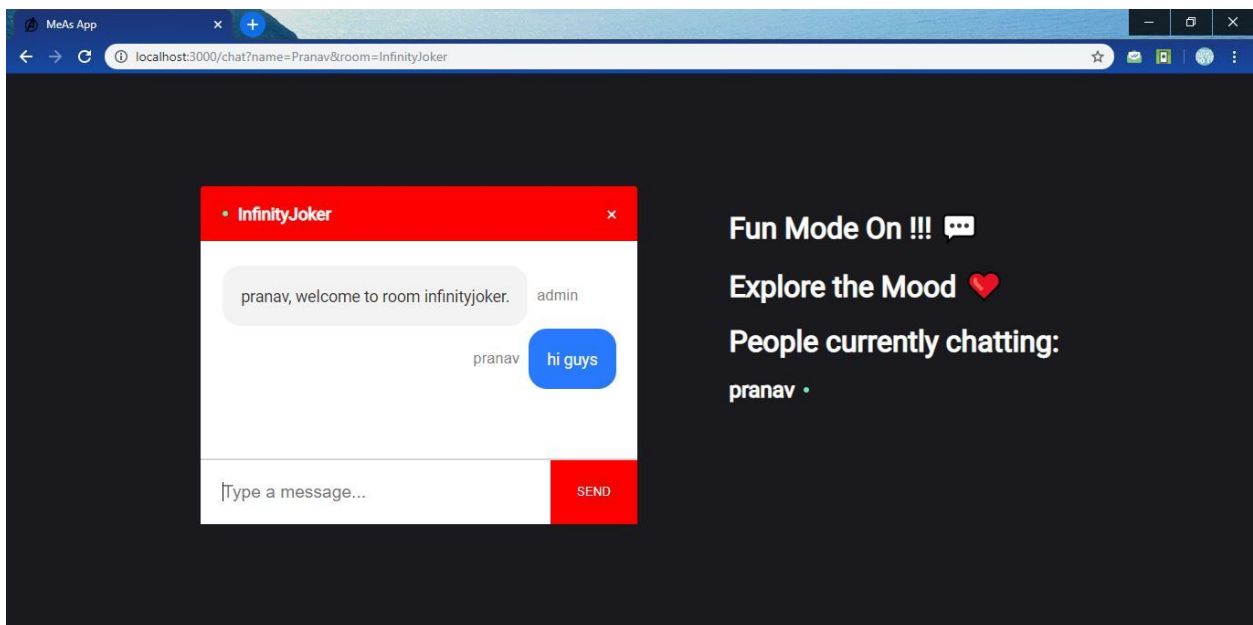 MeAs App
localhost:3000/chat?name=Pranav&room=InfinityJoker
InfinityJoker
pranav, welcome to room infinityjoker. admin
pranav hi guys
Type a message...
SEND
Fun Mode On !!! 💬
Explore the Mood ❤️
People currently chatting:
pranav